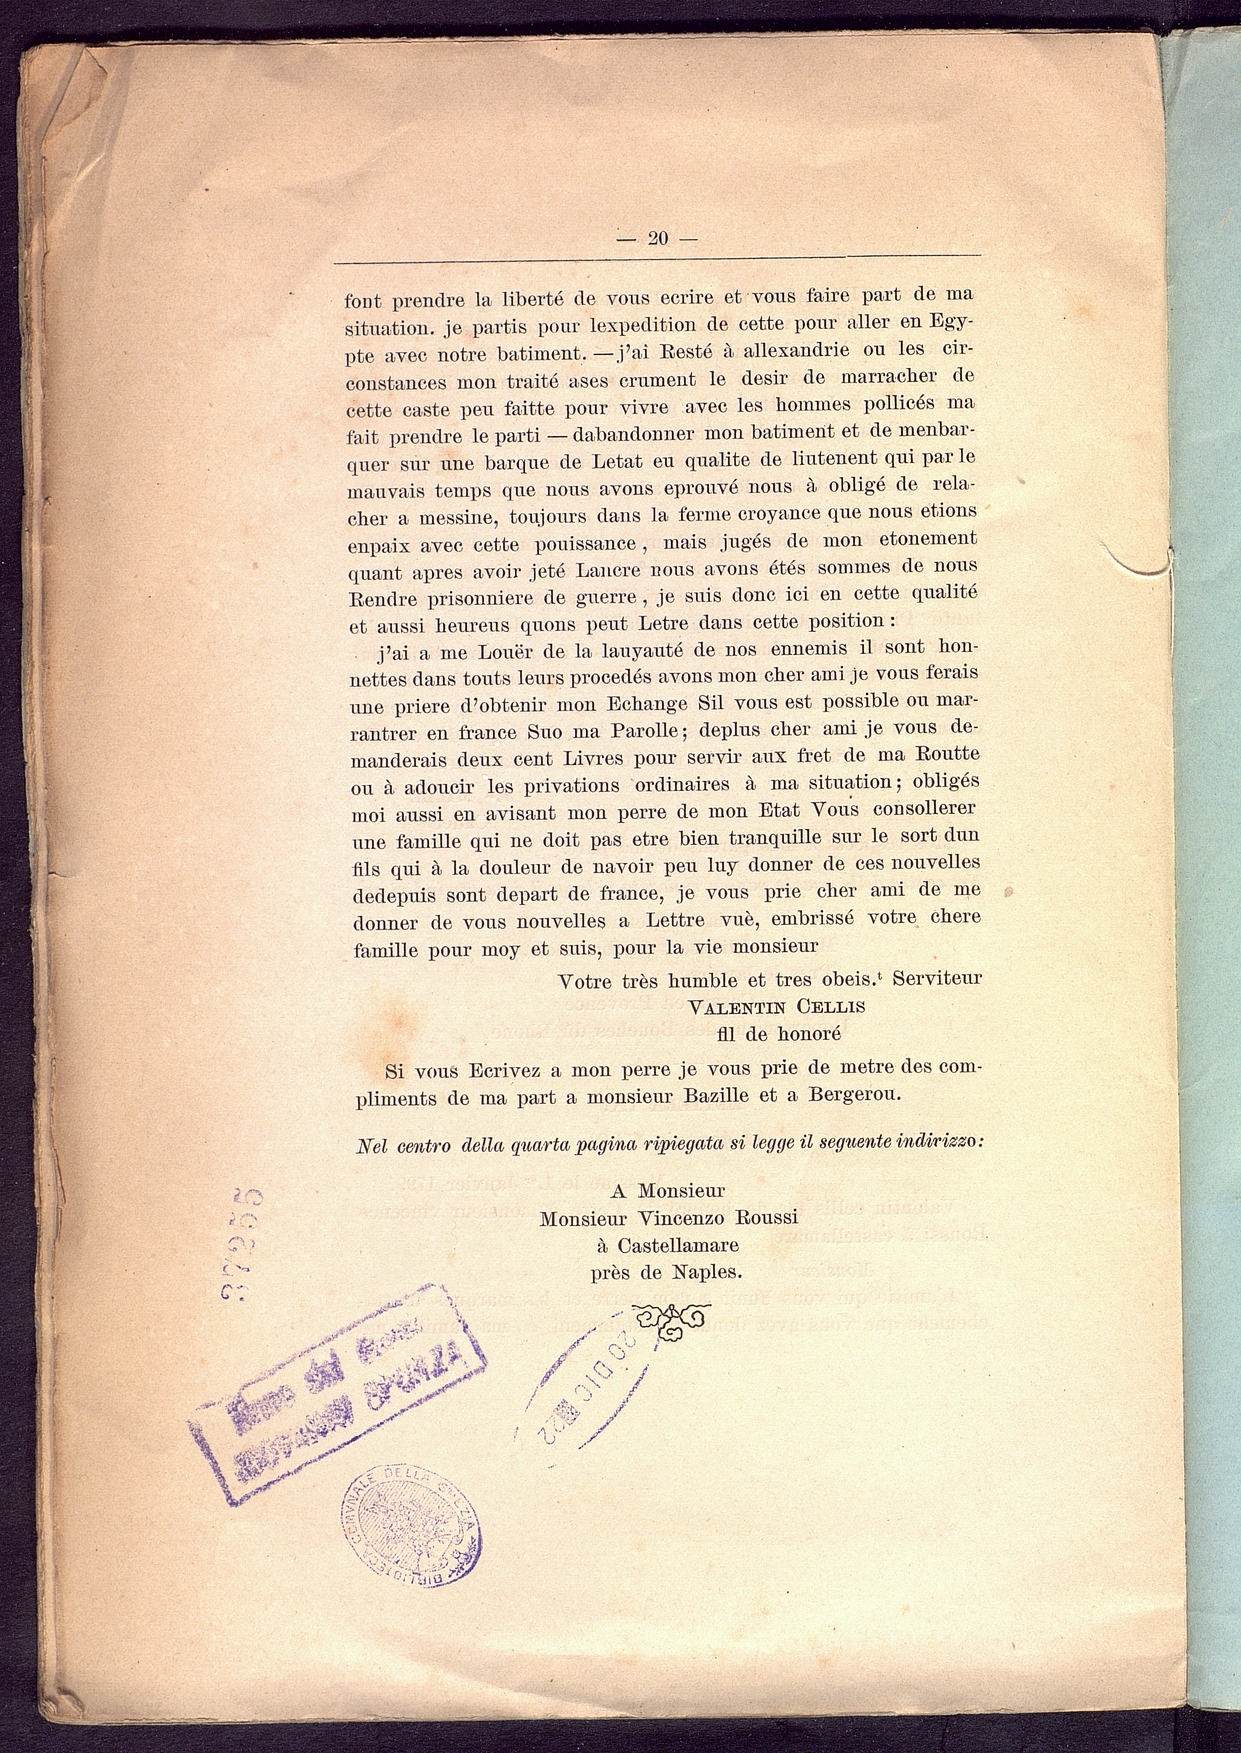 — 20 —
font prendre la liberté de vous ecrire et vous faire part de ma
situation. je partis pour lexpedition de cette pour aller en Egy-
pte avec notre batiment. — j'ai Resté à allexandrie ou les cir-
constances mon traité ases crument le desir de marracher de
cette caste peu faitte pour vivre avec les hommes pollicés ma
fait prendre le parti — dabandonner mon batiment et de menbar-
quer sur une barque de Letat eu qualite de liutenent qui par le
mauvais temps que nous avons eprouvé nous à obligé de rela-
cher a messine, toujours dans la ferme croyance que nous etions
enpaix avec cette pouissance, mais jugés de mon etonement
quant apres avoir jeté Lancre nous avons étés sommes de nous
Rendre prisonniere de guerre, je suis donc ici en cette qualité
et aussi heureus quons peut Letre dans cette position:
j'ai a me Louër de la lauyauté de nos ennemis il sont hon-
nettes dans touts leurs procedés avons mon cher ami je vous ferais
une priere d'obtenir mon Echange Sil vous est possible ou mar-
rantrer en france Suo ma Parolle; deplus cher ami je vous de-
manderais deux cent Livres pour servir aux fret de ma Routte
ou à adoucir les privations ordinaires à ma situation; obligés
moi aussi en avisant mon perre de mon Etat Vous consollerer
une famille qui ne doit pas etre bien tranquille sur le sort dun
fils qui à la douleur de navoir peu luy donner de ces nouvelles
dedepuis sont depart de france, je vous prie cher ami de me
donner de vous nouvelles a Lettre vuè, embrissé votre chere
famille pour moy et suis, pour la vie monsieur
Votre très humble et tres obeis.t Serviteur
VALENTIN CELLIS
fil de honoré
Si vous Ecrivez a mon perre je vous prie de metre des com-
pliments de ma part a monsieur Bazille et a Bergerou.
Nel centro della quarta pagina ripiegata si legge il seguente indirizzo:
A Monsieur
Monsieur Vincenzo Roussi
à Castellamare
près de Naples.
37255
20 DIC 1922
SPEZIA
BIBLIOTECA COMVNALE DELLA SPEZIA